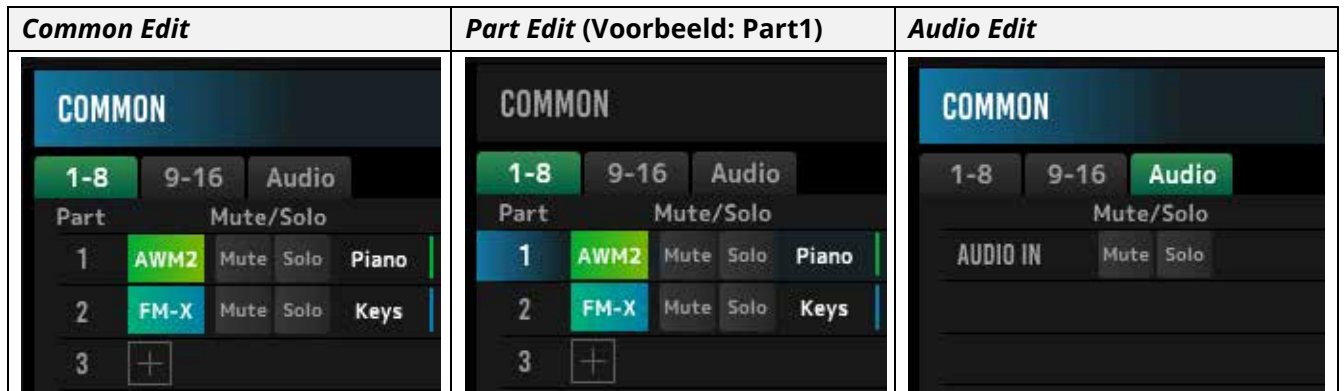 Common Edit
Part Edit (Voorbeeld: Part1)
Audio Edit
COMMON
1-8 9-16 Audio
Part Mute/Solo
1 AWM2 Mute Solo Piano
2 FM-X Mute Solo Keys
3 +
COMMON
1-8 9-16 Audio
Part Mute/Solo
1 AWM2 Mute Solo Piano
2 FM-X Mute Solo Keys
3 +
COMMON
1-8 9-16 Audio
Mute/Solo
AUDIO IN Mute Solo